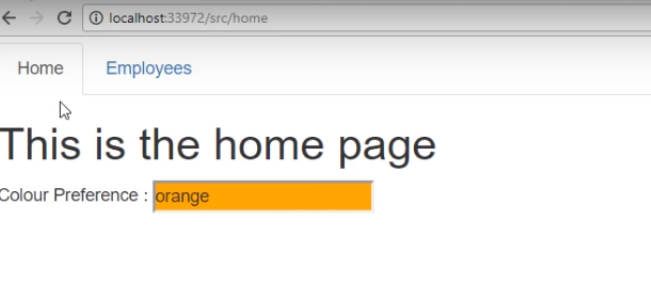 localhost:33972/src/home
Home Employees
This is the home page
Colour Preference : orange